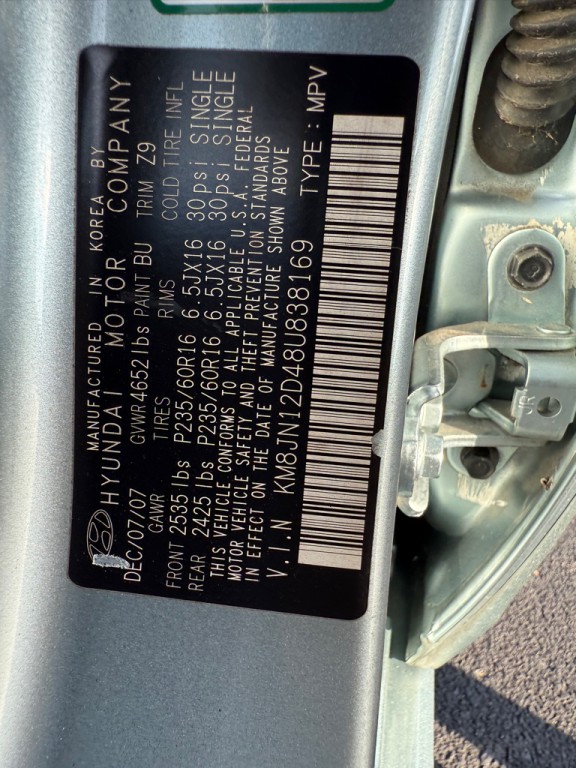 MANUFACTURED IN KOREA BY
HYUNDAI MOTOR COMPANY
DEC/07/07 GVWR 4652 lbs PAINT BU TRIM Z9
GAWR TIRES RIMS COLD TIRE INFL
FRONT 2535 lbs P235/60R16 6.5JX16 30psi SINGLE
REAR 2425 lbs P235/60R16 6.5JX16 30psi SINGLE
THIS VEHICLE CONFORMS TO ALL APPLICABLE U.S.A. FEDERAL
MOTOR VEHICLE SAFETY AND THEFT PREVENTION STANDARDS
IN EFFECT ON THE DATE OF MANUFACTURE SHOWN ABOVE
V.I.N KM8JN12D48U838169 TYPE : MPV